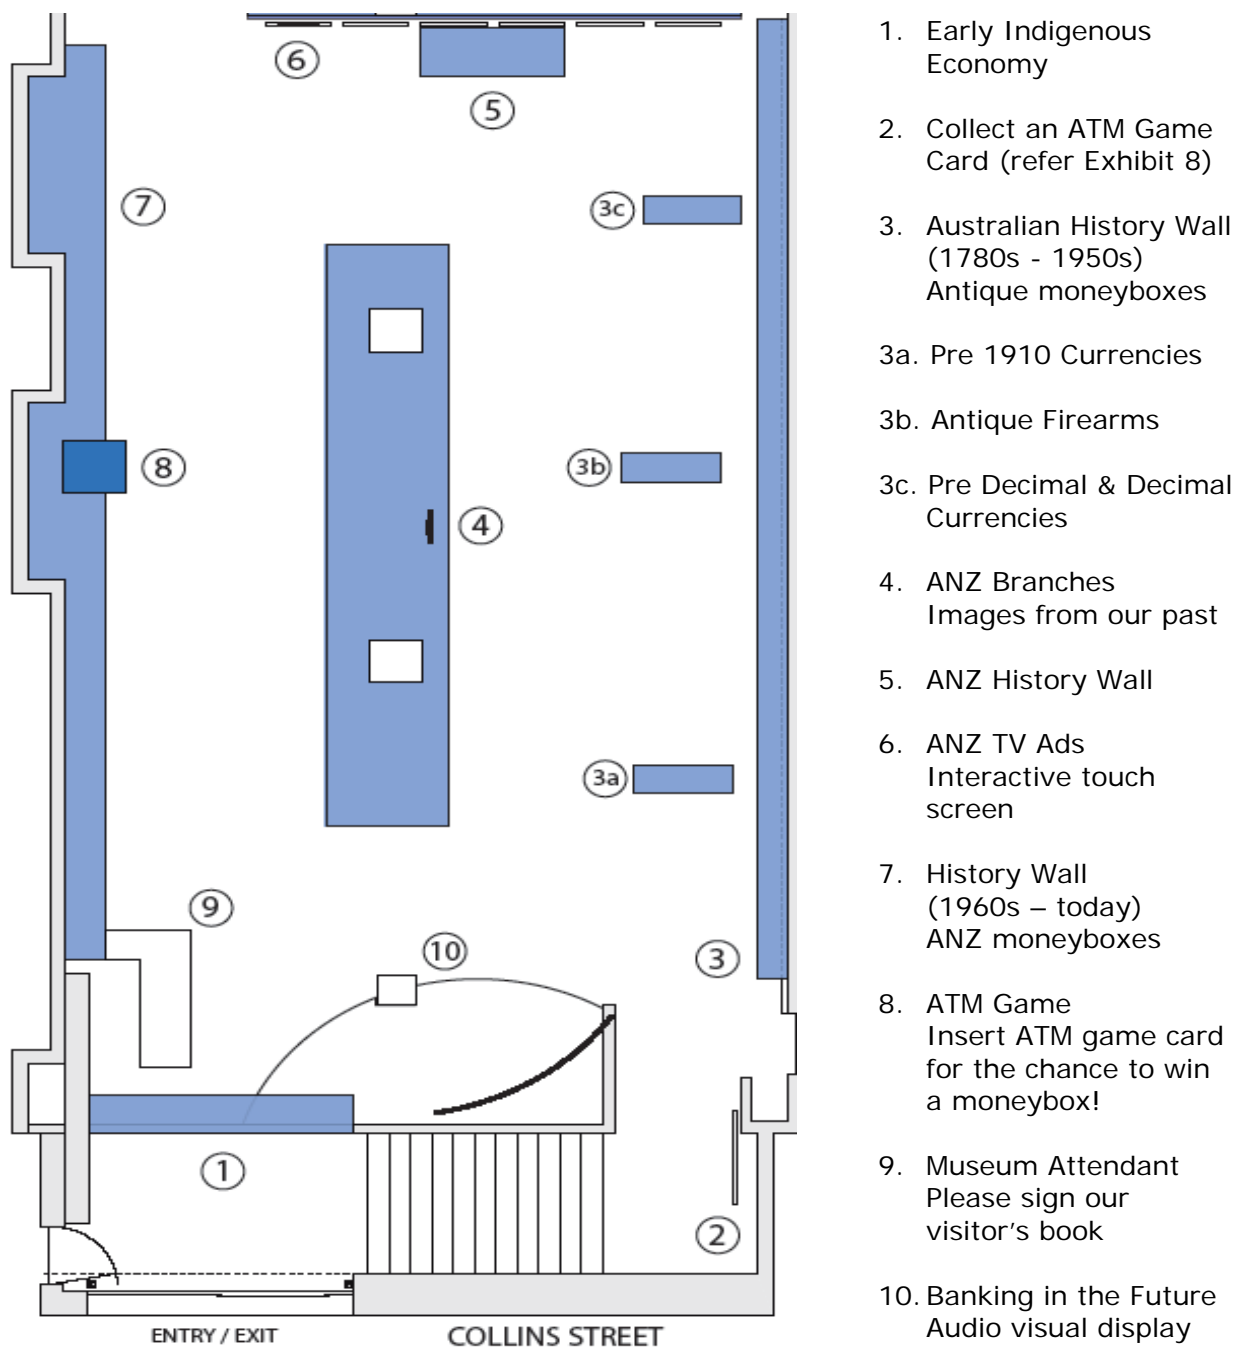 6
5
7
3c
8
3b
4
3a
9
10
3
1
2
ENTRY / EXIT
COLLINS STREET
1. Early Indigenous
Economy
2. Collect an ATM Game
Card (refer Exhibit 8)
3. Australian History Wall
(1780s - 1950s)
Antique moneyboxes
3a. Pre 1910 Currencies
3b. Antique Firearms
3c. Pre Decimal & Decimal
Currencies
4. ANZ Branches
Images from our past
5. ANZ History Wall
6. ANZ TV Ads
Interactive touch
screen
7. History Wall
(1960s – today)
ANZ moneyboxes
8. ATM Game
Insert ATM game card
for the chance to win
a moneybox!
9. Museum Attendant
Please sign our
visitor’s book
10. Banking in the Future
Audio visual display